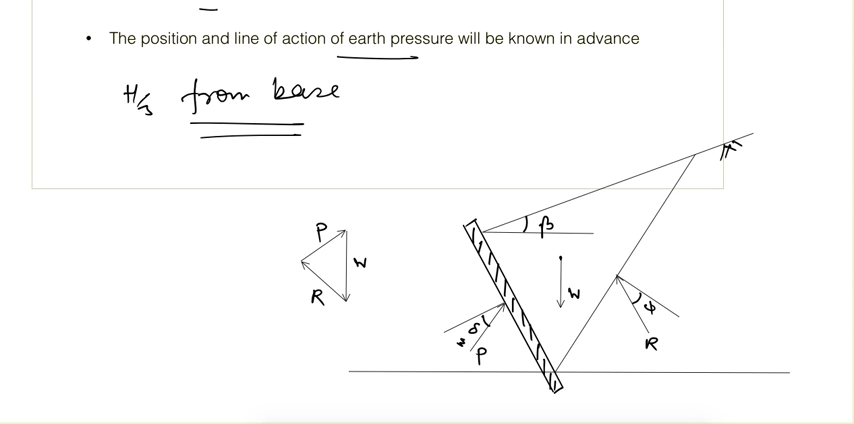 • The position and line of action of earth pressure will be known in advance
H/3 from base
β
P
W
R
W
δ
P
φ
R